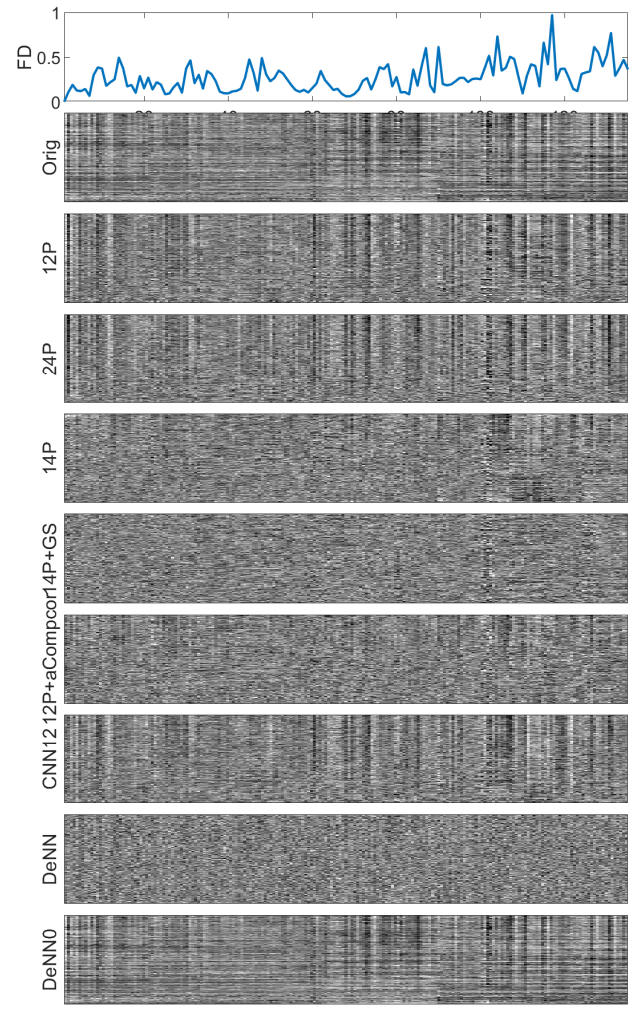 1
0.5
0
FD
Orig
12P
24P
14P
14P+GS
12P+aCompcor
CNN12
DeNN
DeNN0